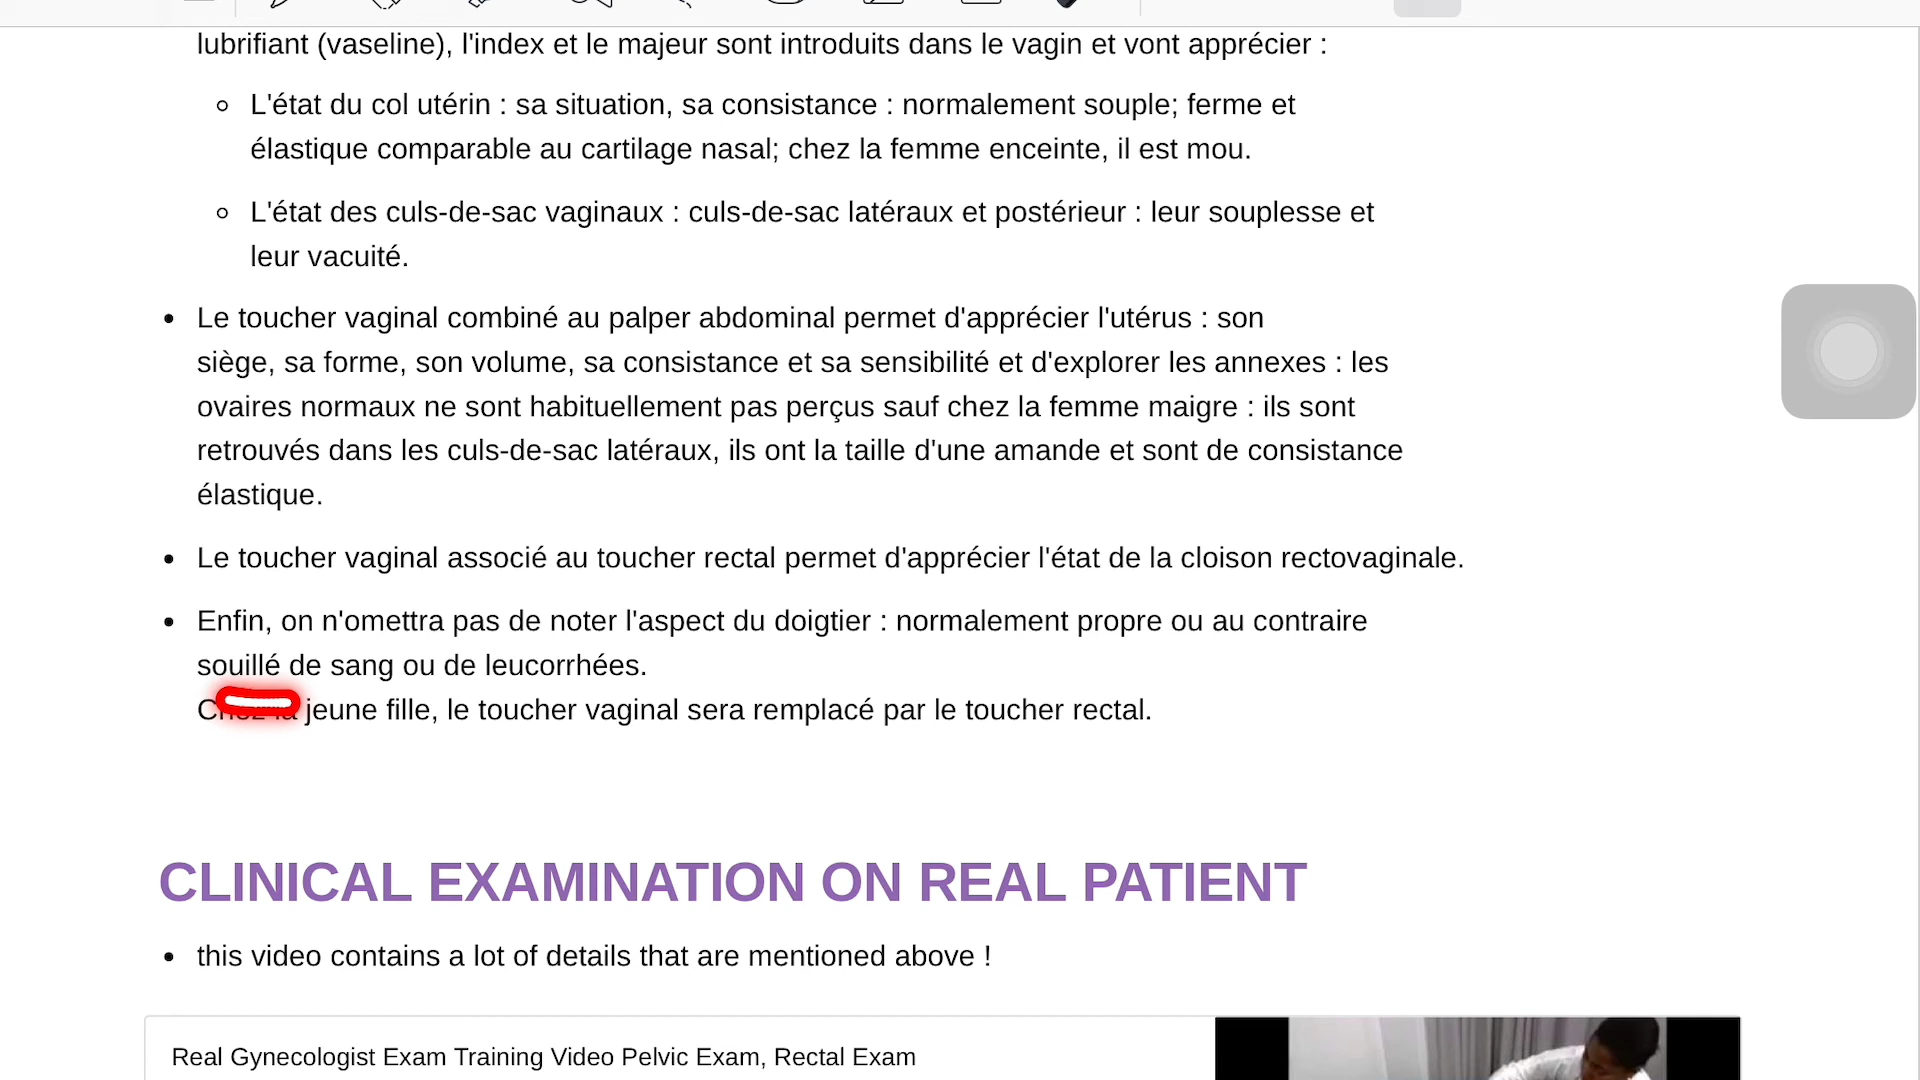 lubrifiant (vaseline), l'index et le majeur sont introduits dans le vagin et vont apprécier :
L'état du col utérin : sa situation, sa consistance : normalement souple; ferme et
élastique comparable au cartilage nasal; chez la femme enceinte, il est mou.
L'état des culs-de-sac vaginaux : culs-de-sac latéraux et postérieur : leur souplesse et
leur vacuité.
Le toucher vaginal combiné au palper abdominal permet d'apprécier l'utérus : son
siège, sa forme, son volume, sa consistance et sa sensibilité et d'explorer les annexes : les
ovaires normaux ne sont habituellement pas perçus sauf chez la femme maigre : ils sont
retrouvés dans les culs-de-sac latéraux, ils ont la taille d'une amande et sont de consistance
élastique.
Le toucher vaginal associé au toucher rectal permet d'apprécier l'état de la cloison rectovaginale.
Enfin, on n'omettra pas de noter l'aspect du doigtier : normalement propre ou au contraire
souillé de sang ou de leucorrhées.
Chez la jeune fille, le toucher vaginal sera remplacé par le toucher rectal.
CLINICAL EXAMINATION ON REAL PATIENT
this video contains a lot of details that are mentioned above !
Real Gynecologist Exam Training Video Pelvic Exam, Rectal Exam